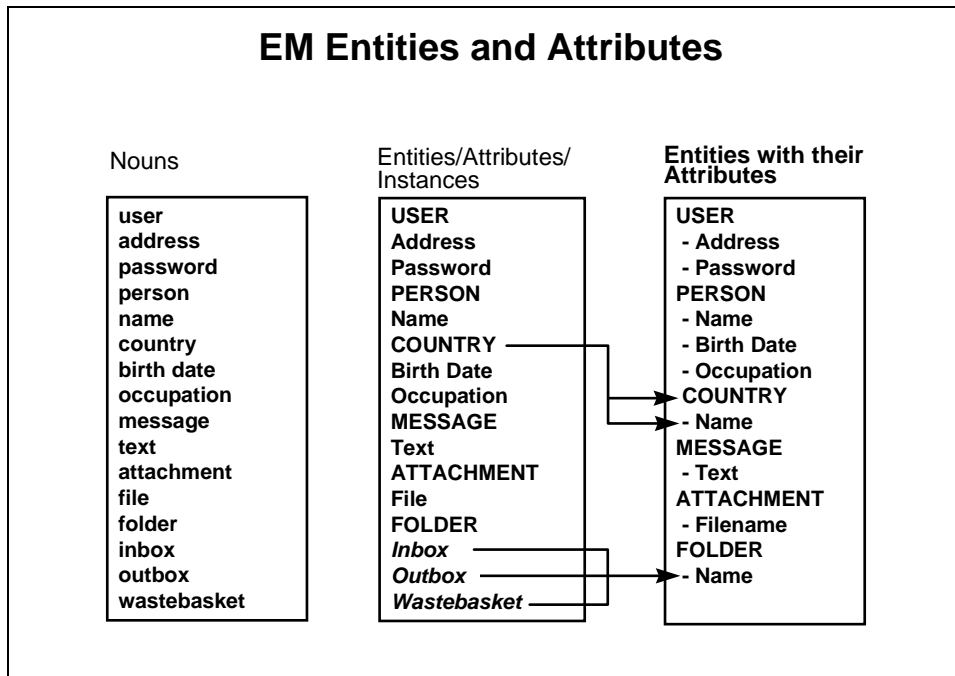 EM Entities and Attributes
Nouns
user
address
password
person
name
country
birth date
occupation
message
text
attachment
file
folder
inbox
outbox
wastebasket
Entities/Attributes/
Instances
USER
Address
Password
PERSON
Name
COUNTRY
Birth Date
Occupation
MESSAGE
Text
ATTACHMENT
File
FOLDER
Inbox
Outbox
Wastebasket
Entities with their
Attributes
USER
- Address
- Password
PERSON
- Name
- Birth Date
- Occupation
COUNTRY
- Name
MESSAGE
- Text
ATTACHMENT
- Filename
FOLDER
- Name